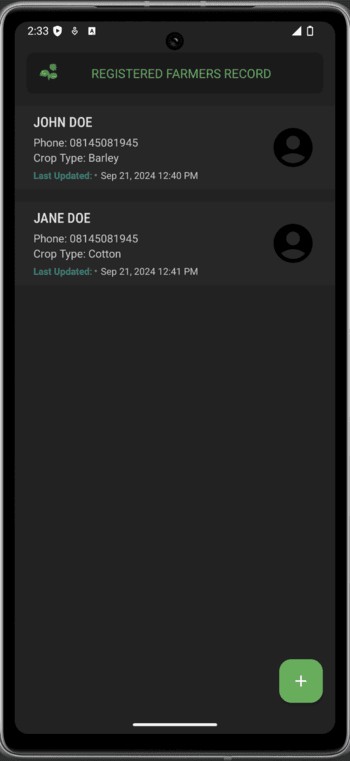 2:33
REGISTERED FARMERS RECORD
JOHN DOE
Phone: 08145081945
Crop Type: Barley
Last Updated: • Sep 21, 2024 12:40 PM
JANE DOE
Phone: 08145081945
Crop Type: Cotton
Last Updated: • Sep 21, 2024 12:41 PM
+